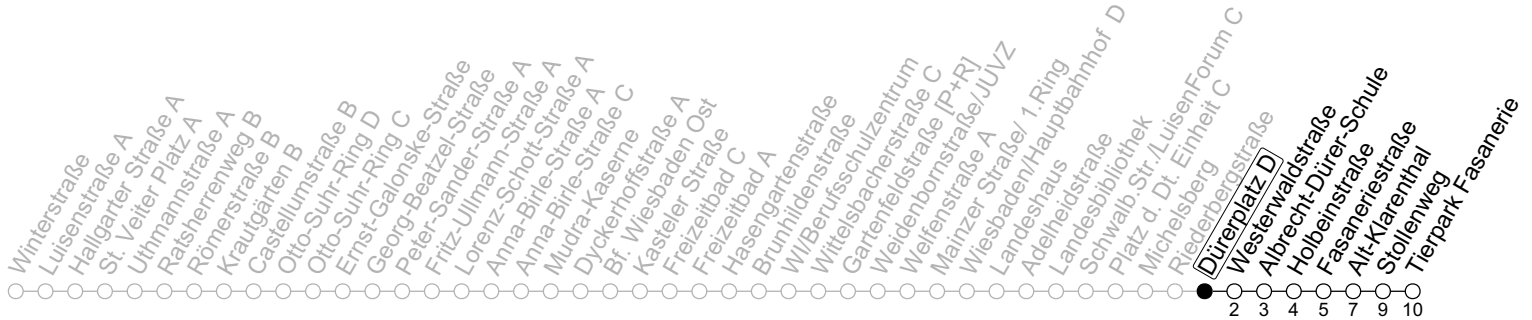 Winterstraße
Luisenstraße A
Hallgarter Straße A
St. Veiter Platz A
Uthmannstraße A
Ratsherrenweg B
Römerstraße B
Krautgärten B
Castellumstraße B
Otto-Suhr-Ring D
Otto-Suhr-Ring C
Ernst-Galonske-Straße
Georg-Beatzel-Straße
Peter-Sander-Straße A
Fritz-Ullmann-Straße A
Lorenz-Schott-Straße A
Anna-Birle-Straße A
Anna-Birle-Straße C
Mudra-Kaserne
Dyckerhoffstraße A
Bf. Wiesbaden Ost
Kasteler Straße
Freizeitbad C
Freizeitbad A
Hasengartenstraße
Brunhildenstraße
WI/Berufsschulzentrum
Wittelsbacherstraße C
Gartenfeldstraße [P+R]
Weidenbornstraße/JUVZ
Welfenstraße A
Mainzer Straße/ 1.Ring
Wiesbaden/Hauptbahnhof D
Landeshaus
Adelheidstraße
Landesbibliothek
Schwalb.Str./LuisenForum C
Platz d. Dt. Einheit C
Michelsberg
Riederbergstraße
Dürerplatz D
Westerwaldstraße
Albrecht-Dürer-Schule
Holbeinstraße
Fasaneriestraße
Alt-Klarenthal
Stollenweg
Tierpark Fasanerie
2 3 4 5 7 9 10